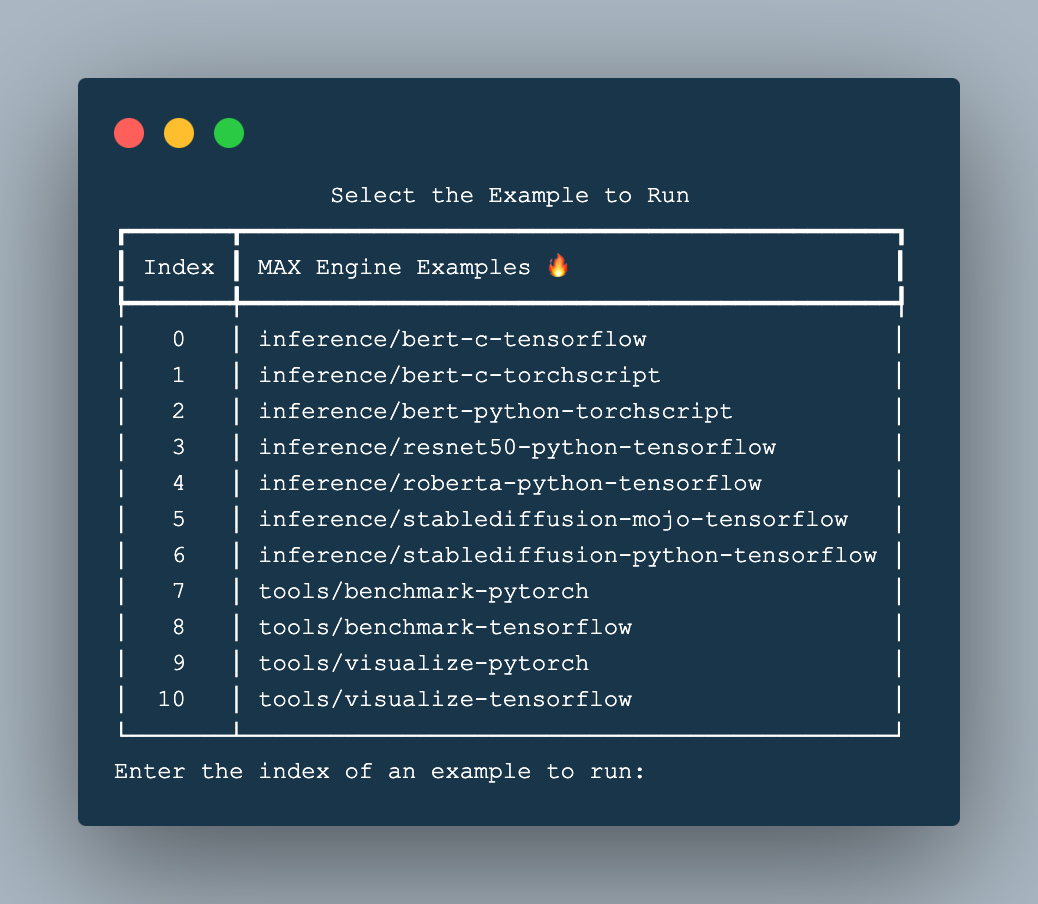 Select the Example to Run
Index MAX Engine Examples 🔥
0 inference/bert-c-tensorflow
1 inference/bert-c-torchscript
2 inference/bert-python-torchscript
3 inference/resnet50-python-tensorflow
4 inference/roberta-python-tensorflow
5 inference/stablediffusion-mojo-tensorflow
6 inference/stablediffusion-python-tensorflow
7 tools/benchmark-pytorch
8 tools/benchmark-tensorflow
9 tools/visualize-pytorch
10 tools/visualize-tensorflow
Enter the index of an example to run: